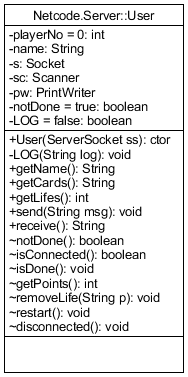 Netcode.Server::User
-playerNo = 0: int
-name: String
-s: Socket
-sc: Scanner
-pw: PrintWriter
-notDone = true: boolean
-LOG = false: boolean
+User(ServerSocket ss): ctor
-LOG(String log): void
+getName(): String
+getCards(): String
+getLifes(): int
+send(String msg): void
+receive(): String
~notDone(): boolean
~isConnected(): boolean
~isDone(): void
~getPoints(): int
~removeLife(String p): void
~restart(): void
~disconnected(): void